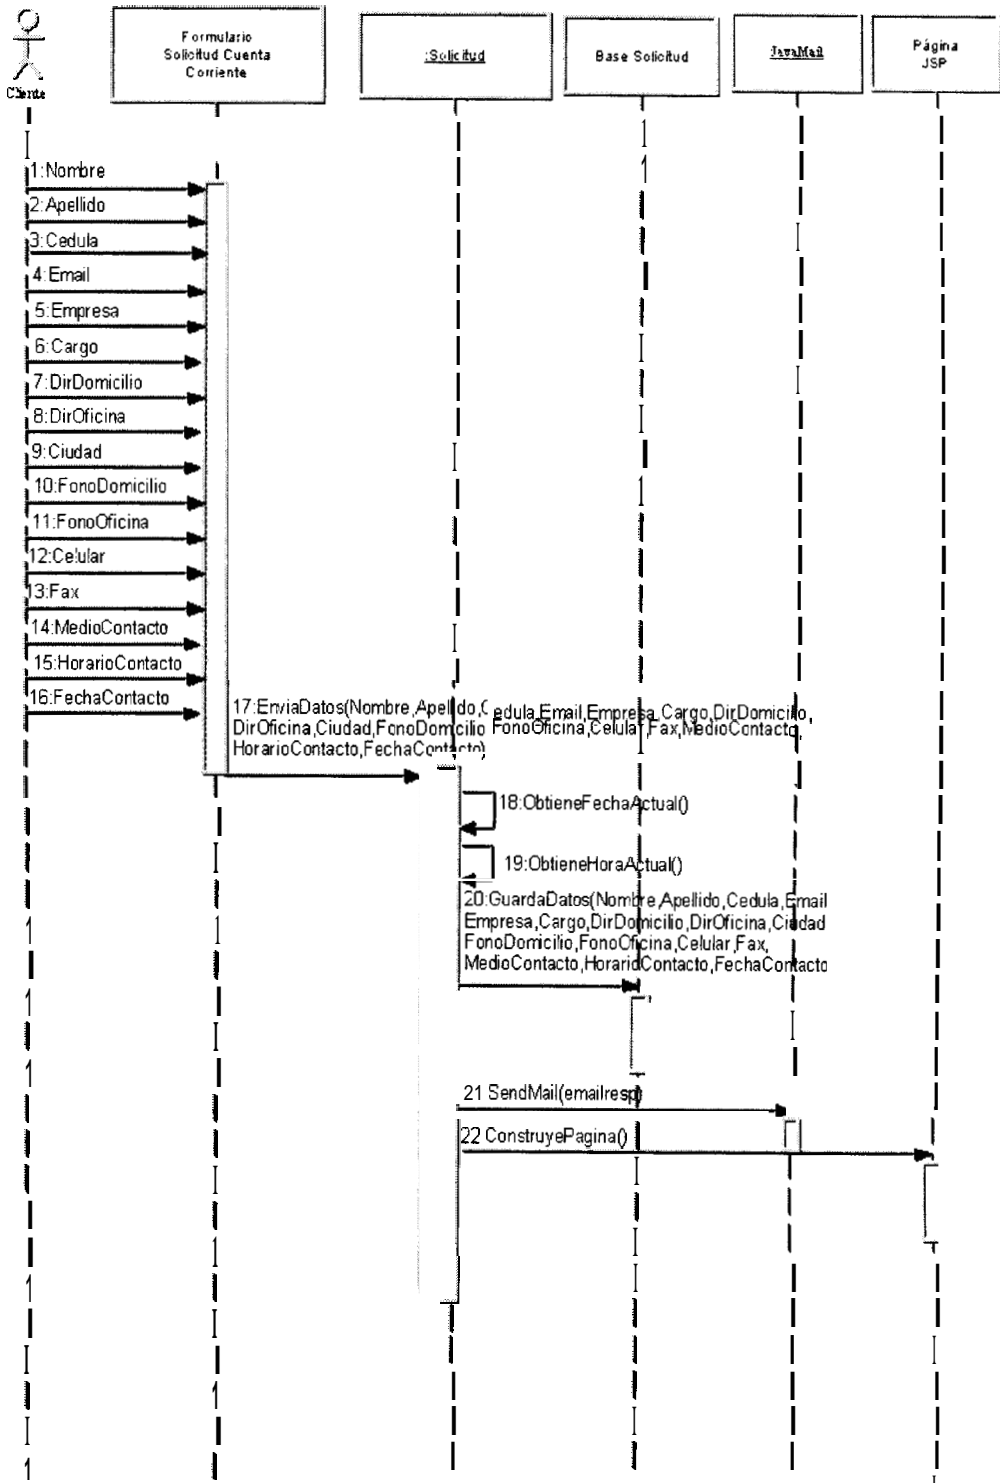 Cliente
Formulario
Solicitud Cuenta
Corriente
:Solicitud
Base Solicitud
JavaMail
Página
JSP
1:Nombre
2:Apellido
3:Cedula
4:Email
5:Empresa
6:Cargo
7:DirDomicilio
8:DirOficina
9:Ciudad
10:FonoDomicilio
11:FonoOficina
12:Celular
13:Fax
14:MedioContacto
15:HorarioContacto
16:FechaContacto
17:EnviaDatos(Nombre,Apellido,Cedula,Email,Empresa,Cargo,DirDomicilio,
DirOficina,Ciudad,FonoDomicilio FonoOficina,Celular,Fax,MedioContacto,
HorarioContacto,FechaContacto)
18:ObtieneFechaActual()
19:ObtieneHoraActual()
20:GuardaDatos(Nombre,Apellido,Cedula,Email
Empresa,Cargo,DirDomicilio,DirOficina,Ciudad
FonoDomicilio,FonoOficina,Celular,Fax,
MedioContacto,HorarioContacto,FechaContacto
21 SendMail(emailresp)
22 ConstruyePagina()